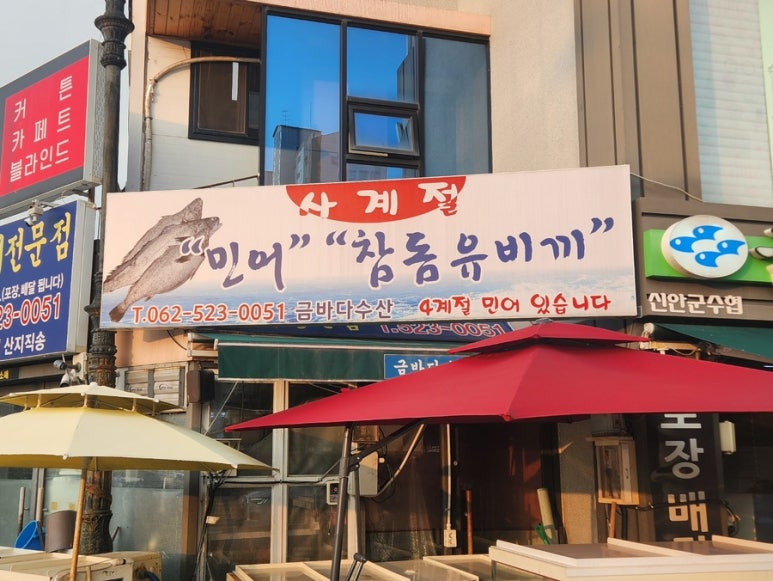 커튼
카페트
블라인드
전문점
(포장,배달 됩니다)
23-0051
산지직송
사계절
"민어" "참돔유비끼"
T.062-523-0051 금바다수산 4계절 민어 있습니다
T.
523-0051
금바다
신안군수협
포장배